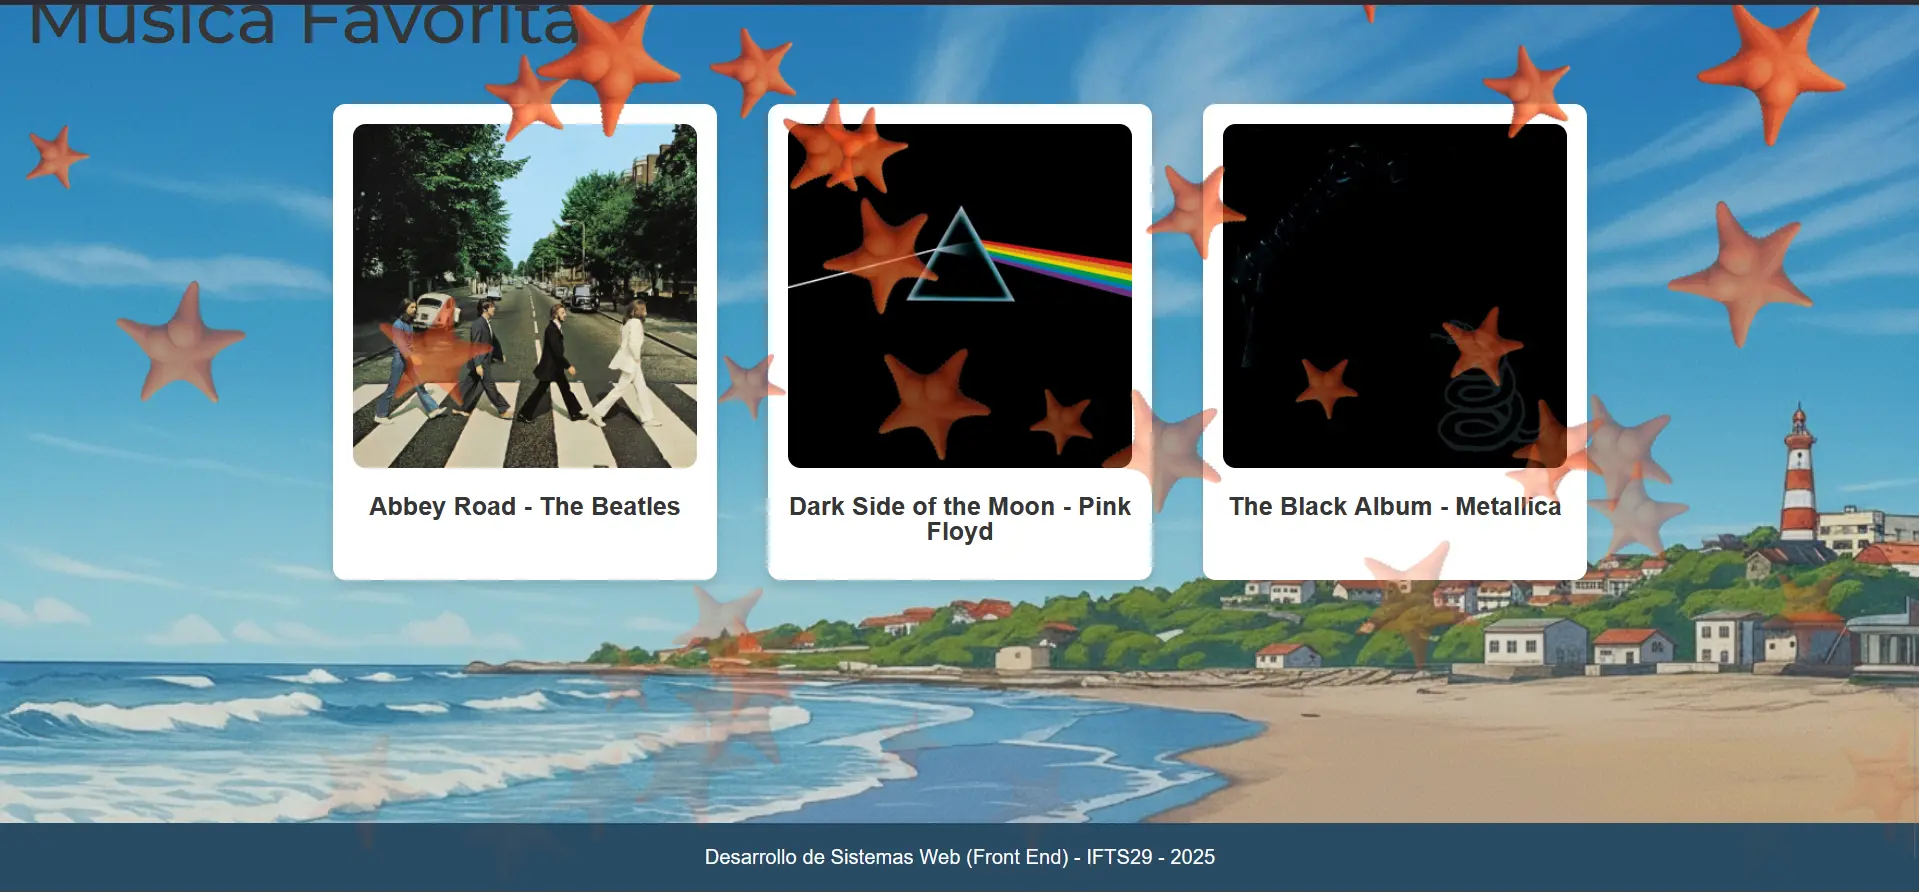 Música Favorita
Abbey Road - The Beatles
Dark Side of the Moon - Pink
Floyd
The Black Album - Metallica
Desarrollo de Sistemas Web (Front End) - IFTS29 - 2025